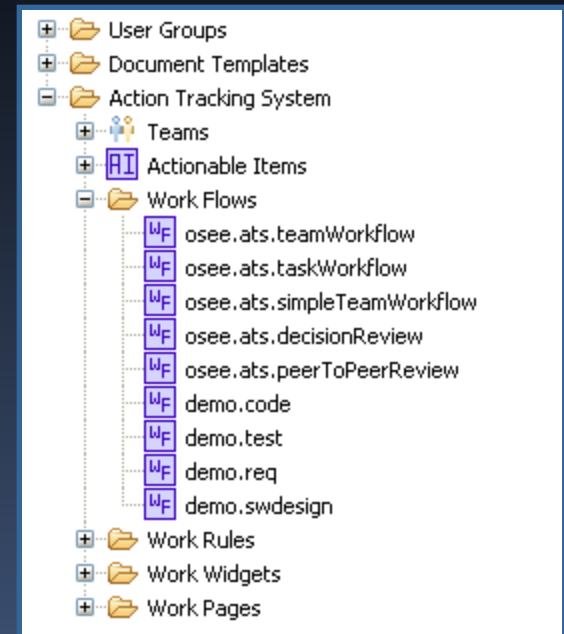 User Groups
Document Templates
Action Tracking System
Teams
AI Actionable Items
Work Flows
WF osee.ats.teamWorkflow
WF osee.ats.taskWorkflow
WF osee.ats.simpleTeamWorkflow
WF osee.ats.decisionReview
WF osee.ats.peerToPeerReview
WF demo.code
WF demo.test
WF demo.req
WF demo.swdesign
Work Rules
Work Widgets
Work Pages